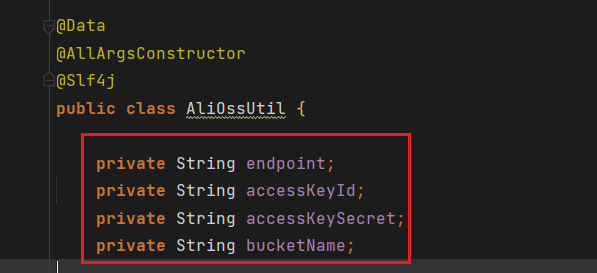 @Data
@AllArgsConstructor
@Slf4j
public class AliOssUtil {
private String endpoint;
private String accessKeyId;
private String accessKeySecret;
private String bucketName;